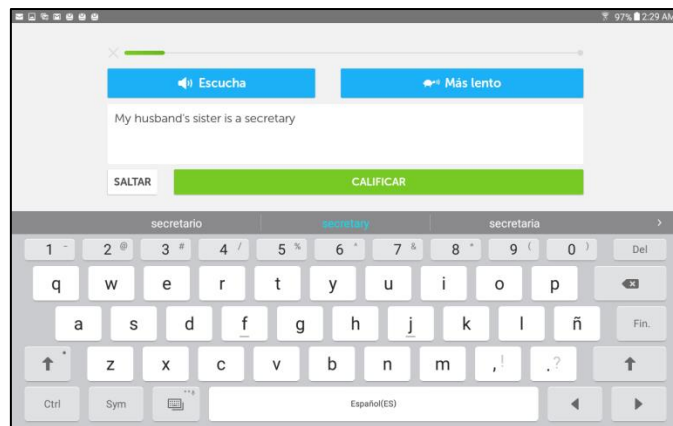 97% 2:29 AM
Escucha
Más lento
My husband's sister is a secretary
SALTAR
CALIFICAR
secretario secretary secretaria >
1 - 2 @ 3 # 4 / 5 % 6 ^ 7 & 8 * 9 ( 0 ) Del
q w e r t y u i o p
a s d f g h j k l ñ Fin.
z x c v b n m , ! . ?
Ctrl Sym Español(ES)